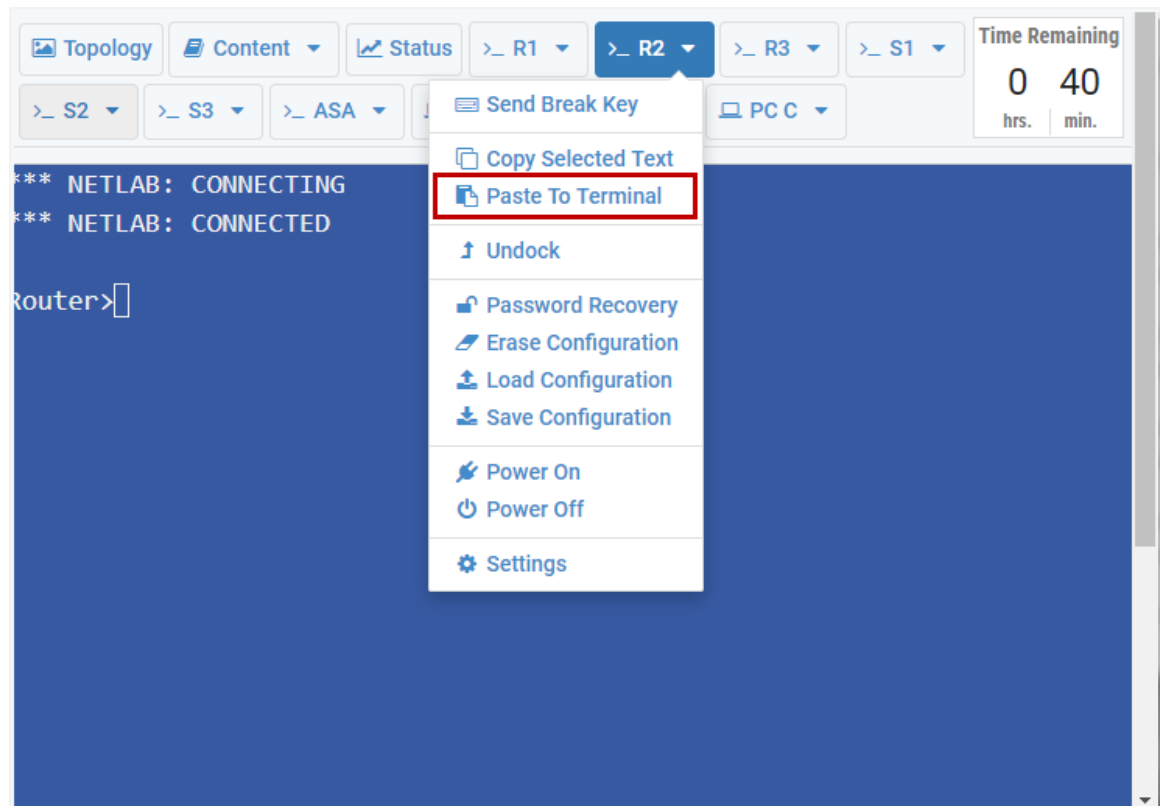 Topology Content Status >_ R1 >_ R2 >_ R3 >_ S1
Time Remaining
0 40
hrs. min.
>_ S2 >_ S3 >_ ASA PC C
Send Break Key
Copy Selected Text
Paste To Terminal
Undock
Password Recovery
Erase Configuration
Load Configuration
Save Configuration
Power On
Power Off
Settings
*** NETLAB: CONNECTING
*** NETLAB: CONNECTED
Router>